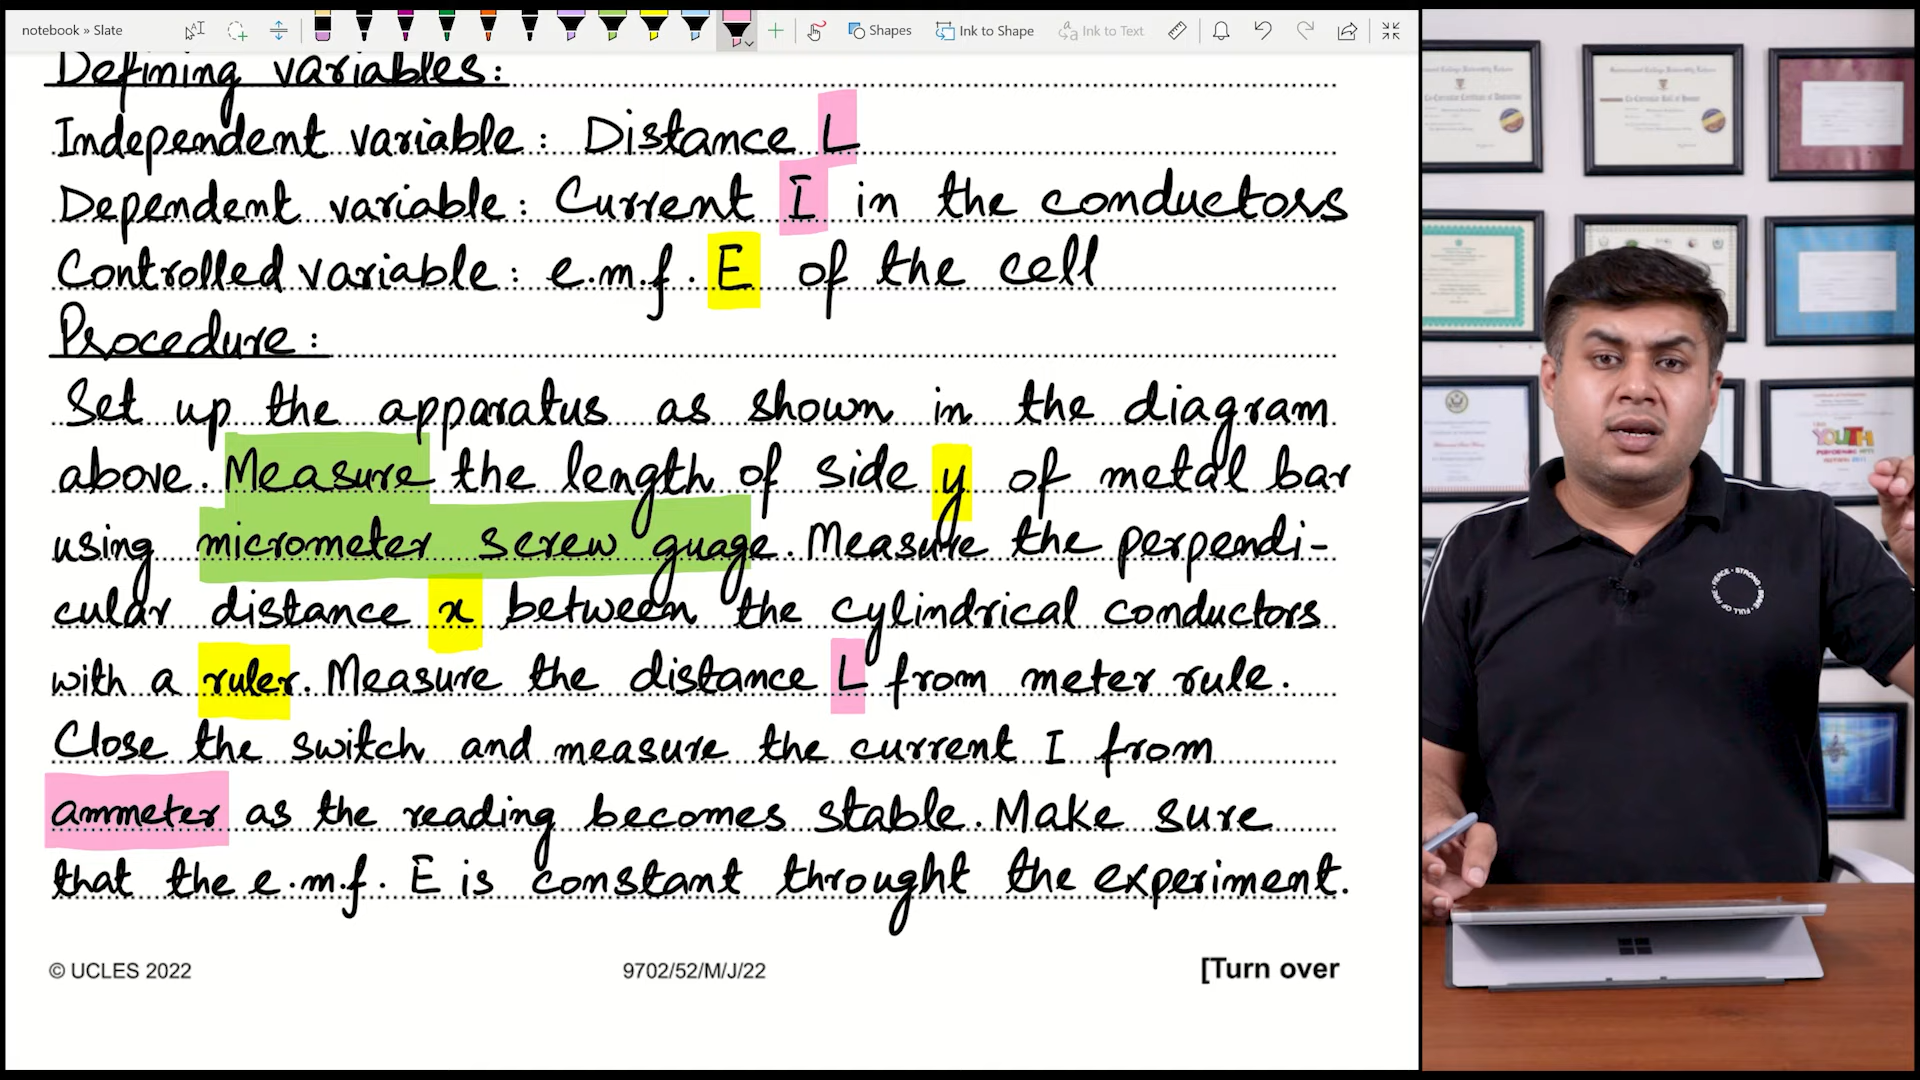 notebook » Slate
Shapes
Ink to Shape
Ink to Text
Defining variables:
Independent variable: Distance L
Dependent variable: Current I in the conductors
Controlled variable: e.m.f. E of the cell
Procedure:
Set up the apparatus as shown in the diagram
above. Measure the length of side y of metal bar
using micrometer screw guage. Measure the perpendi-
cular distance x between the cylindrical conductors
with a ruler. Measure the distance L from meter rule.
Close the switch and measure the current I from
ammeter as the reading becomes stable. Make sure
that the e.m.f. E is constant throught the experiment.
© UCLES 2022
9702/52/M/J/22
[Turn over
YOUTH